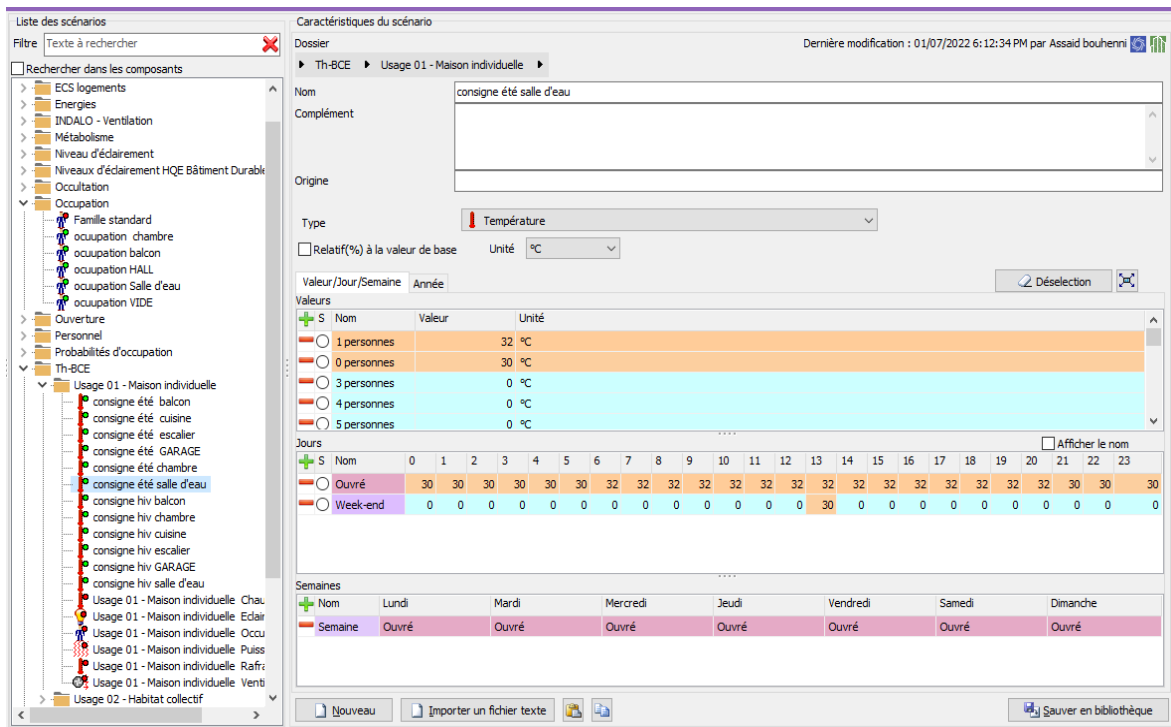 Liste des scénarios
Filtre Texte à rechercher
Rechercher dans les composants
ECS logements
Energies
INDALO - Ventilation
Métabolisme
Niveau d'éclairement
Niveaux d'éclairement HQE Bâtiment Durable
Occultation
Occupation
Famille standard
ocuupation chambre
ocuupation balcon
ocuupation HALL
ocuupation Salle d'eau
ocuupation VIDE
Ouverture
Personnel
Probabilités d'occupation
Th-BCE
Usage 01 - Maison individuelle
consigne été balcon
consigne été cuisine
consigne été escalier
consigne été GARAGE
consigne été chambre
consigne été salle d'eau
consigne hiv balcon
consigne hiv chambre
consigne hiv cuisine
consigne hiv escalier
consigne hiv GARAGE
consigne hiv salle d'eau
Usage 01 - Maison individuelle Chau
Usage 01 - Maison individuelle Eclair
Usage 01 - Maison individuelle Occu
Usage 01 - Maison individuelle Puiss
Usage 01 - Maison individuelle Rafra
Usage 01 - Maison individuelle Venti
Usage 02 - Habitat collectif
Caractéristiques du scénario
Dossier Dernière modification : 01/07/2022 6:12:34 PM par Assaid bouhenni
Th-BCE Usage 01 - Maison individuelle
Nom consigne été salle d'eau
Complément
Origine
Type Température
Relatif(%) à la valeur de base Unité ºC
Valeur/Jour/Semaine Année Déselection
Valeurs
S Nom Valeur Unité
1 personnes 32 ºC
0 personnes 30 ºC
3 personnes 0 ºC
4 personnes 0 ºC
5 personnes 0 ºC
Jours Afficher le nom
S Nom 0 1 2 3 4 5 6 7 8 9 10 11 12 13 14 15 16 17 18 19 20 21 22 23
Ouvré 30 30 30 30 30 30 32 32 32 32 32 32 32 32 32 32 32 32 32 32 32 30 30 30
Week-end 0 0 0 0 0 0 0 0 0 0 0 0 0 30 0 0 0 0 0 0 0 0 0 0
Semaines
Nom Lundi Mardi Mercredi Jeudi Vendredi Samedi Dimanche
Semaine Ouvré Ouvré Ouvré Ouvré Ouvré Ouvré Ouvré
Nouveau Importer un fichier texte Sauver en bibliothèque